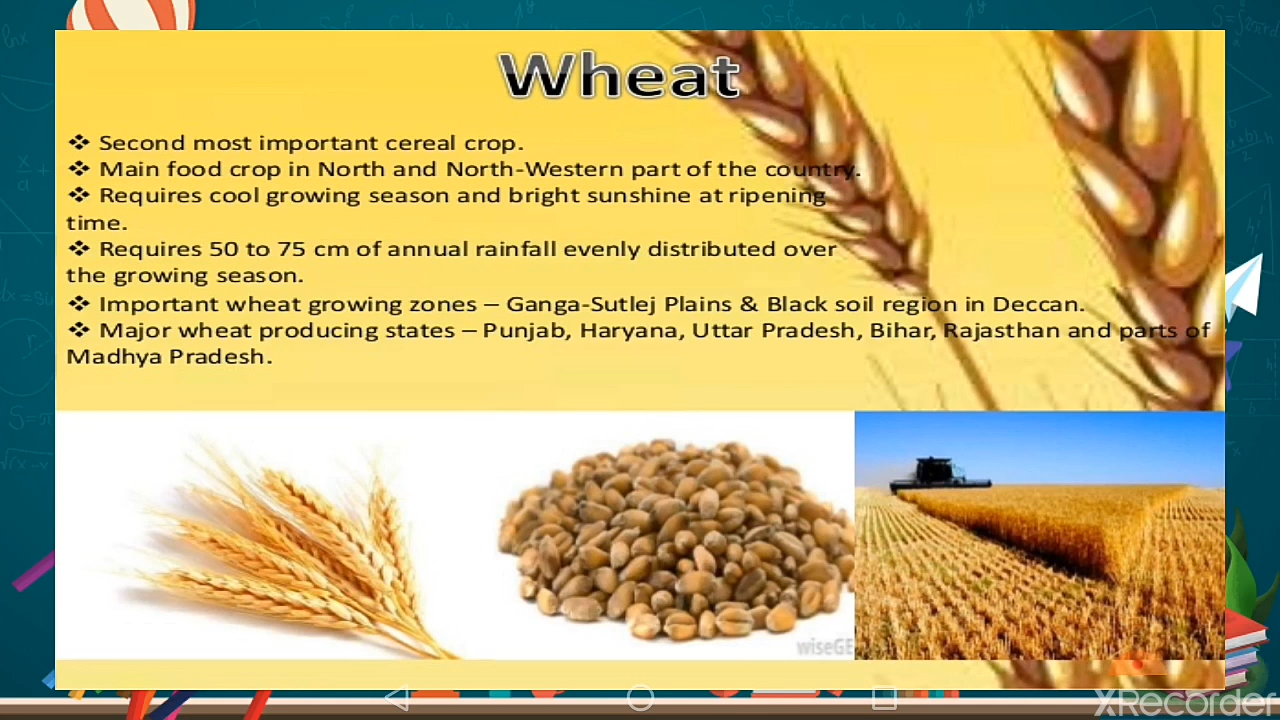 Wheat
❖ Second most important cereal crop.
❖ Main food crop in North and North-Western part of the country.
❖ Requires cool growing season and bright sunshine at ripening
time.
❖ Requires 50 to 75 cm of annual rainfall evenly distributed over
the growing season.
❖ Important wheat growing zones – Ganga-Sutlej Plains & Black soil region in Deccan.
❖ Major wheat producing states – Punjab, Haryana, Uttar Pradesh, Bihar, Rajasthan and parts of
Madhya Pradesh.
wiseGE
XRecorder